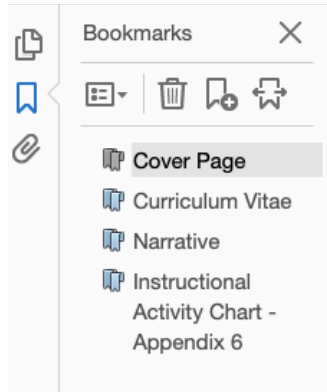 Bookmarks
Cover Page
Curriculum Vitae
Narrative
Instructional
Activity Chart -
Appendix 6